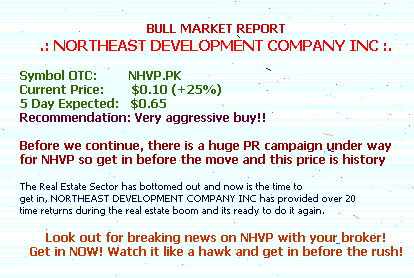 BULL MARKET REPORT
.: NORTHEAST DEVELOPMENT COMPANY INC :.
Symbol OTC: NHVP.PK
Current Price: $0.10 (+25%)
5 Day Expected: $0.65
Recommendation: Very aggressive buy!!
Before we continue, there is a huge PR campaign under way
for NHVP so get in before the move and this price is history
The Real Estate Sector has bottomed out and now is the time to
get in, NORTHEAST DEVELOPMENT COMPANY INC has provided over 20
time returns during the real estate boom and its ready to do it again.
Look out for breaking news on NHVP with your broker!
Get in NOW! Watch it like a hawk and get in before the rush!